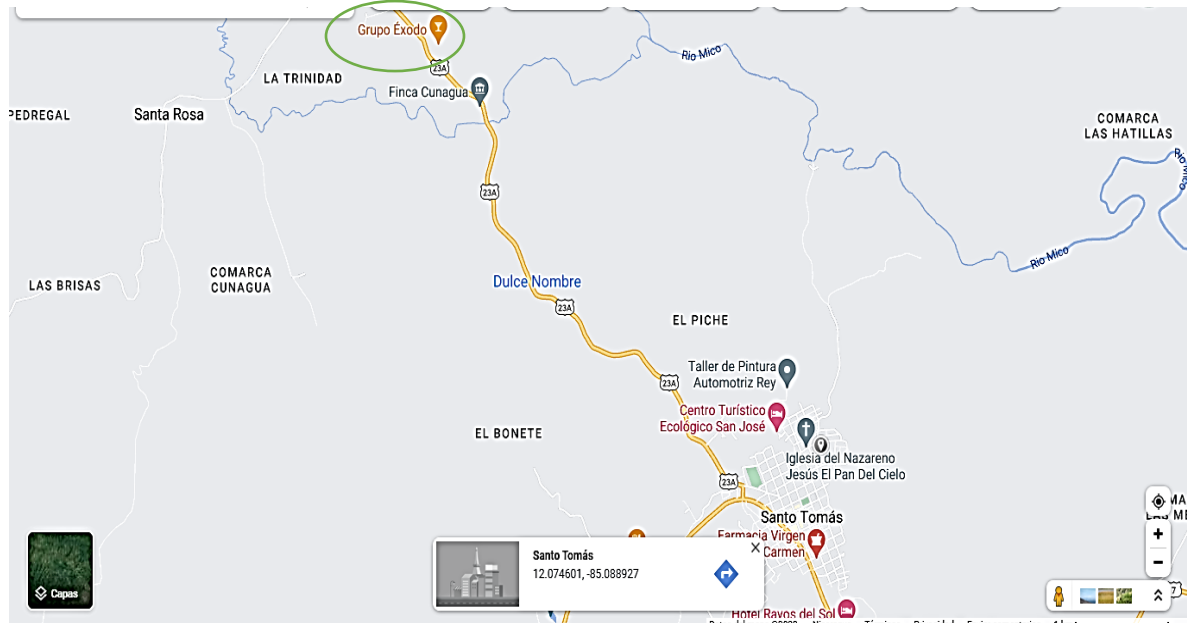 Grupo Éxodo
23A
Rio Mico
LA TRINIDAD
Finca Cunagua
PEDREGAL
Santa Rosa
COMARCA
LAS HATILLAS
23A
LAS BRISAS
COMARCA
CUNAGUA
Dulce Nombre
Rio Mico
23A
EL PICHE
Taller de Pintura
Automotriz Rey
23A
Centro Turístico
Ecológico San José
EL BONETE
Iglesia del Nazareno
Jesús El Pan Del Cielo
23A
Santo Tomás
Farmacia Virgen
Carmen
Santo Tomás
12.074601, -85.088927
Capas
Hotel Rayos del Sol
7